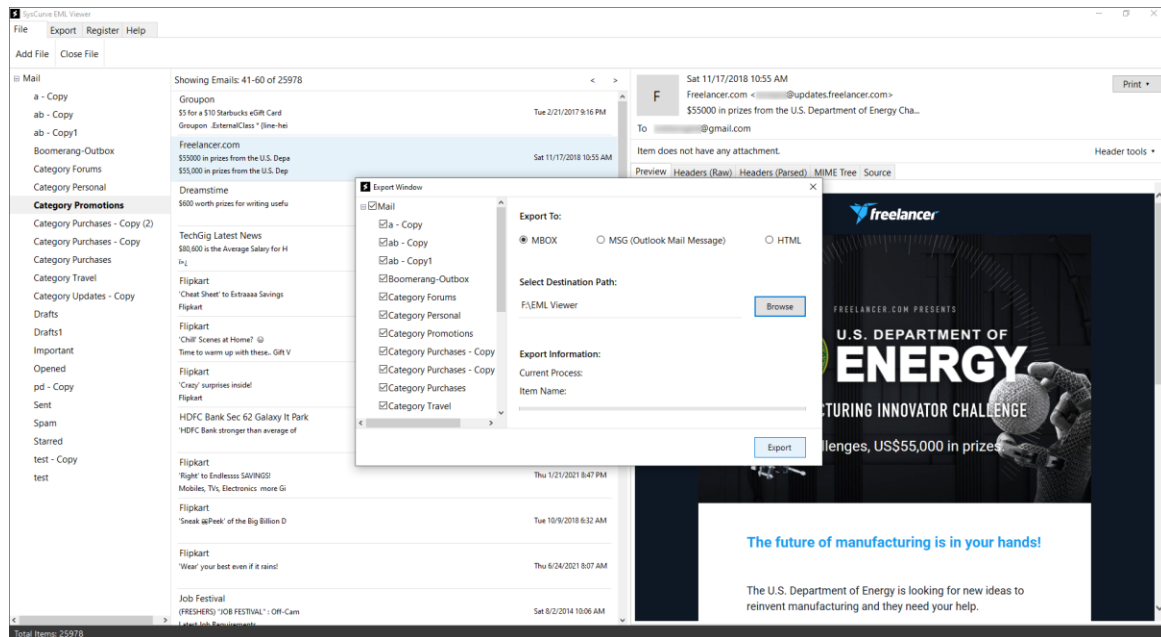 SysCurve EML Viewer
File Export Register Help
Add File Close File
Mail
a - Copy
ab - Copy
ab - Copy1
Boomerang-Outbox
Category Forums
Category Personal
Category Promotions
Category Purchases - Copy (2)
Category Purchases - Copy
Category Purchases
Category Travel
Category Updates - Copy
Drafts
Drafts1
Important
Opened
pd - Copy
Sent
Spam
Starred
test - Copy
test
Showing Emails: 41-60 of 25978 < >
Groupon
$5 for a $10 Starbucks eGift Card Tue 2/21/2017 9:16 PM
Groupon .ExternalClass * {line-hei
Freelancer.com
$55000 in prizes from the U.S. Depa Sat 11/17/2018 10:55 AM
$55,000 in prizes from the U.S. Dep
Dreamstime
$600 worth prizes for writing usefu
TechGig Latest News
$80,600 is the Average Salary for H
ï»¿
Flipkart
'Cheat Sheet' to Extraaaa Savings
Flipkart
Flipkart
'Chill' Scenes at Home?
Time to warm up with these.. Gift V
Flipkart
'Crazy' surprises inside!
Flipkart
HDFC Bank Sec 62 Galaxy It Park
'HDFC Bank stronger than average of
Flipkart
'Right' to Endlessss SAVINGS! Thu 1/21/2021 8:47 PM
Mobiles, TVs, Electronics more Gi
Flipkart
'Sneak Peek' of the Big Billion D Tue 10/9/2018 6:32 AM
Flipkart
'Wear' your best even if it rains! Thu 6/24/2021 8:07 AM
Job Festival
(FRESHERS) "JOB FESTIVAL" : Off-Cam Sat 8/2/2014 10:06 AM
Latest Job Requirements
F
Sat 11/17/2018 10:55 AM
Freelancer.com < @updates.freelancer.com>
$55000 in prizes from the U.S. Department of Energy Cha...
Print
To @gmail.com
Item does not have any attachment. Header tools
Preview Headers (Raw) Headers (Parsed) MIME Tree Source
freelancer
FREELANCER.COM PRESENTS
U.S. DEPARTMENT OF
ENERGY
TURING INNOVATOR CHALLENGE
llenges, US$55,000 in prizes
The future of manufacturing is in your hands!
The U.S. Department of Energy is looking for new ideas to
reinvent manufacturing and they need your help.
Export Window
Mail
a - Copy
ab - Copy
ab - Copy1
Boomerang-Outbox
Category Forums
Category Personal
Category Promotions
Category Purchases - Copy
Category Purchases - Copy
Category Purchases
Category Travel
Export To:
MBOX MSG (Outlook Mail Message) HTML
Select Destination Path:
F:\EML Viewer Browse
Export Information:
Current Process:
Item Name:
Export
Total Items: 25978